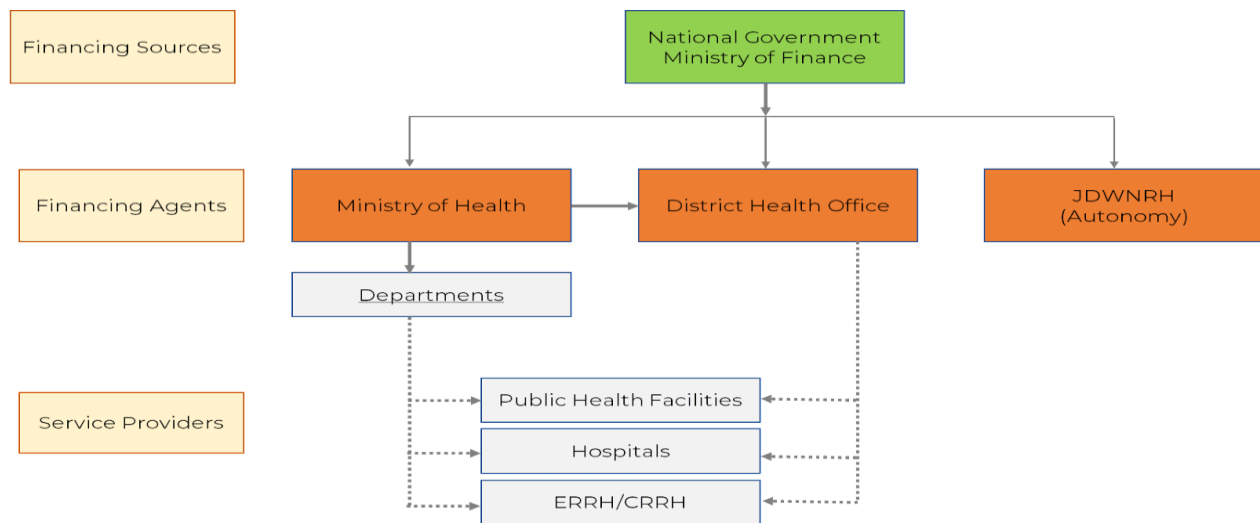 Financing Sources
National Government
Ministry of Finance
Financing Agents
Ministry of Health
District Health Office
JDWNRH
(Autonomy)
Departments
Service Providers
Public Health Facilities
Hospitals
ERRH/CRRH